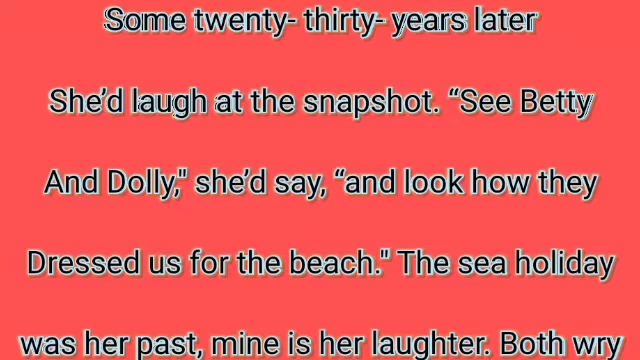 Some twenty- thirty- years later
She’d laugh at the snapshot. “See Betty
And Dolly," she’d say, “and look how they
Dressed us for the beach." The sea holiday
was her past, mine is her laughter. Both wry